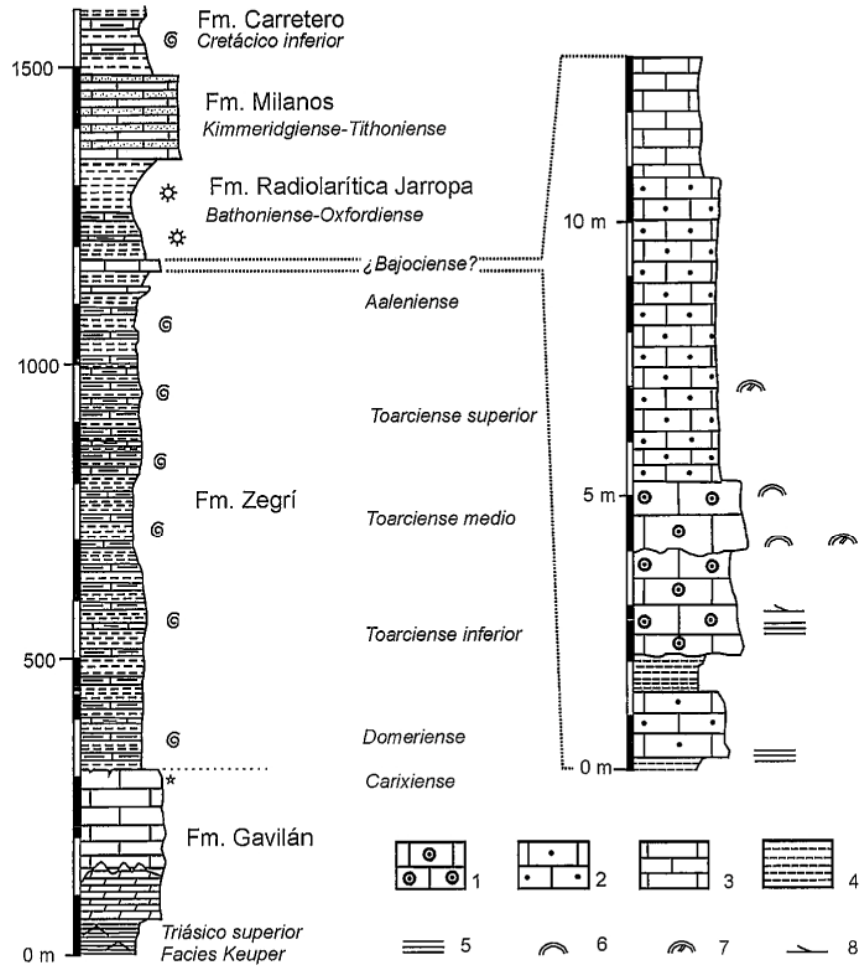 Fm. Carretero
Cretácico inferior
1500
Fm. Milanos
Kimmeridgiense-Tithoniense
Fm. Radiolarítica Jarropa
Bathoniense-Oxfordiense
¿Bajociense?
Aaleniense
1000
Toarciense superior
Fm. Zegrí
Toarciense medio
Toarciense inferior
500
Domeriense
Carixiense
Fm. Gavilán
Triásico superior
Facies Keuper
0 m
10 m
5 m
0 m
1
2
3
4
5
6
7
8